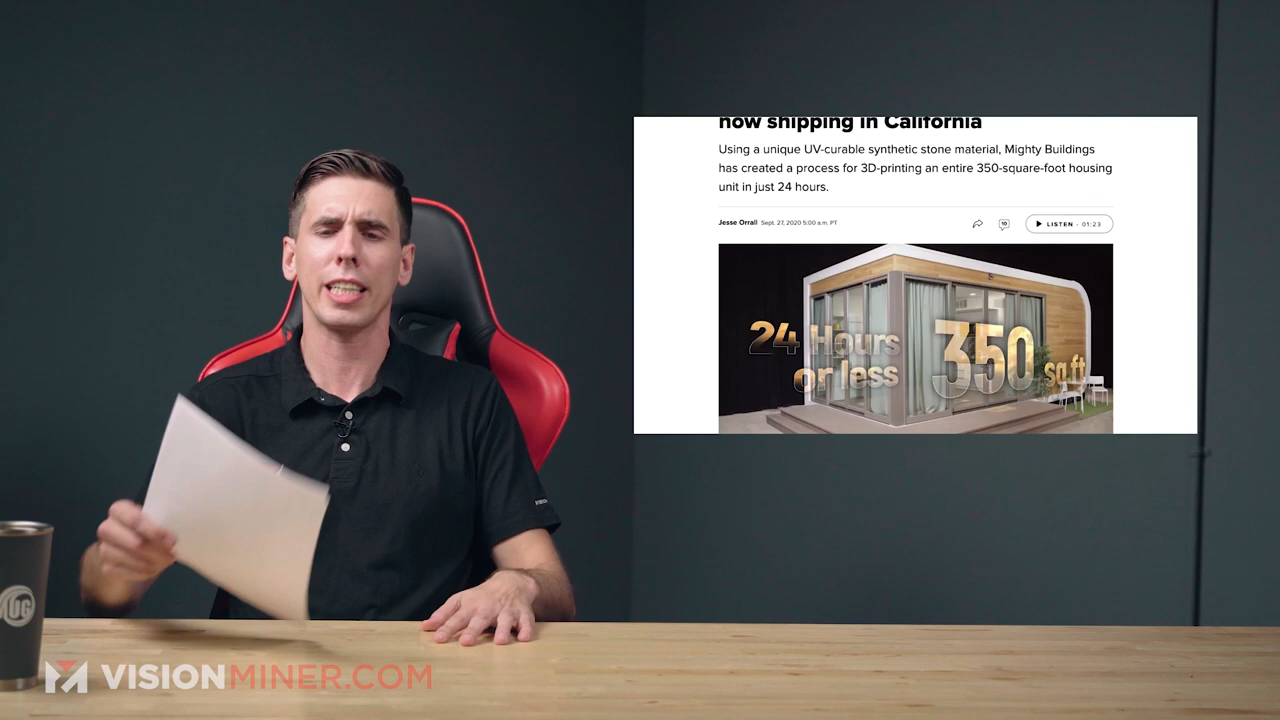 now shipping in California
Using a unique UV-curable synthetic stone material, Mighty Buildings
has created a process for 3D-printing an entire 350-square-foot housing
unit in just 24 hours.
Jesse Orrall Sept. 27, 2020 5:00 a.m. PT
10
LISTEN - 01:23
24 Hours
or less
350 sq ft
UG
VISIONMINER.COM